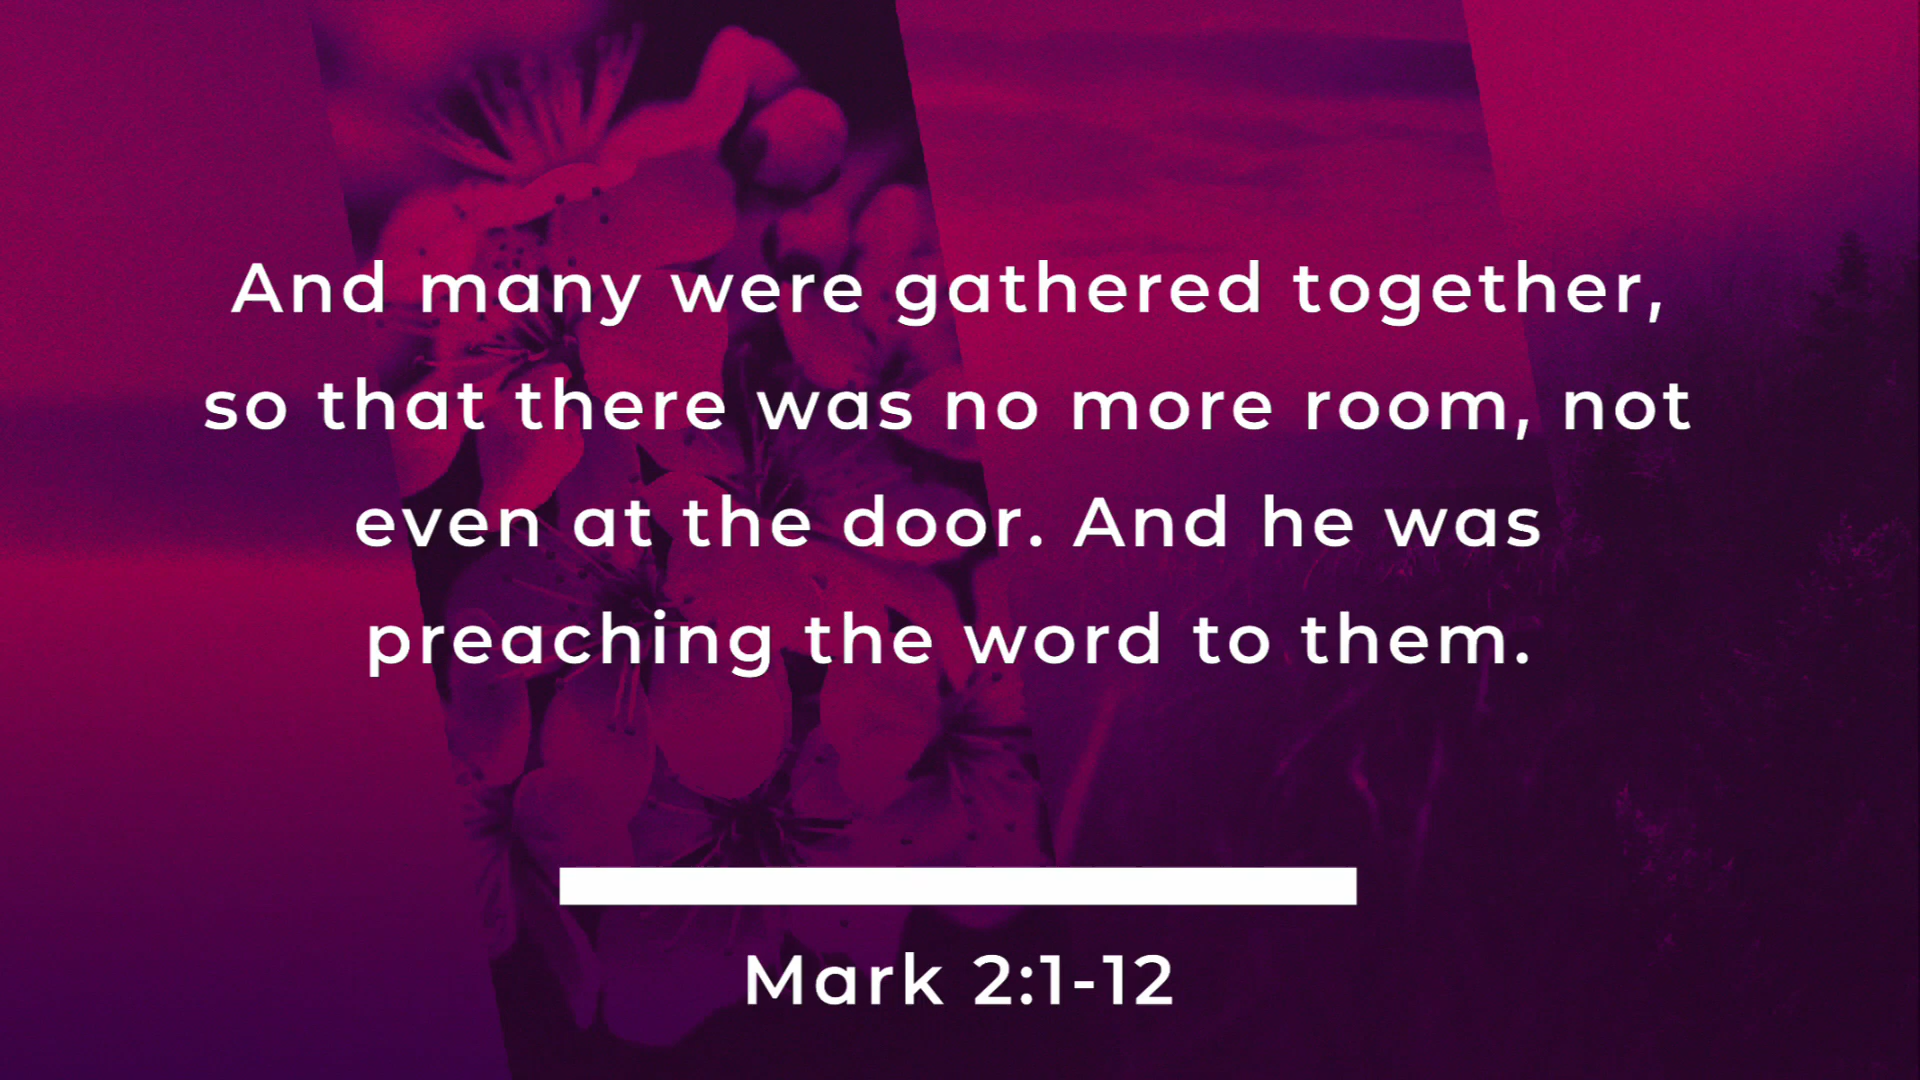 And many were gathered together,
so that there was no more room, not
even at the door. And he was
preaching the word to them.
Mark 2:1-12